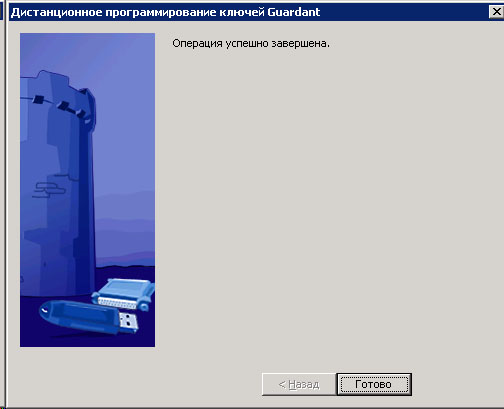 Дистанционное программирование ключей Guardant
Операция успешно завершена.
< Назад
Готово